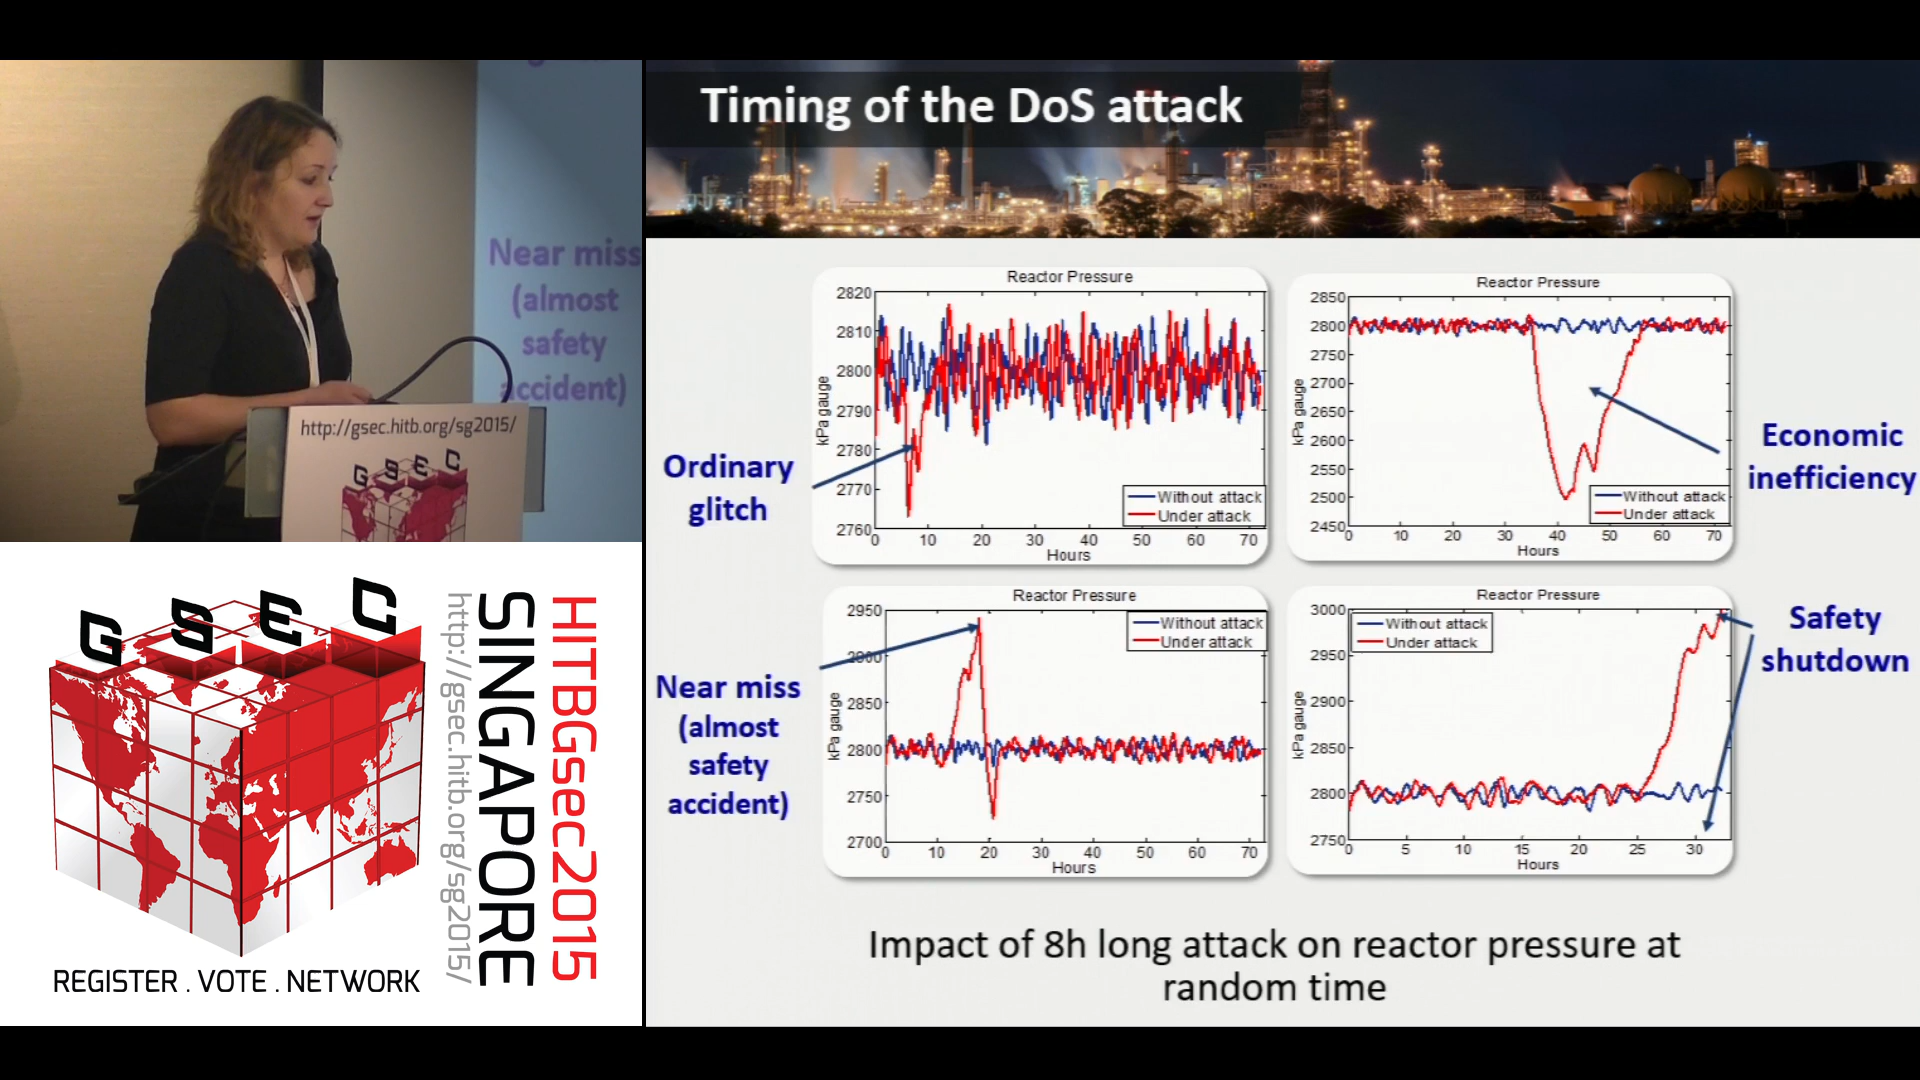 Near miss
(almost
safety
accident)
http://gsec.hitb.org/sg2015/
G S E C
G S E C
HITBGsec2015
SINGAPORE
http://gsec.hitb.org/sg2015/
REGISTER . VOTE . NETWORK
Timing of the DoS attack
Reactor Pressure
2820
2810
2800
2790
2780
2770
2760
kPa gauge
0 10 20 30 40 50 60 70
Hours
Without attack
Under attack
Ordinary
glitch
Reactor Pressure
2850
2800
2750
2700
2650
2600
2550
2500
2450
kPa gauge
0 10 20 30 40 50 60 70
Hours
Without attack
Under attack
Economic
inefficiency
Reactor Pressure
2950
2900
2850
2800
2750
2700
kPa gauge
0 10 20 30 40 50 60 70
Hours
Without attack
Under attack
Near miss
(almost
safety
accident)
Reactor Pressure
3000
2950
2900
2850
2800
2750
kPa gauge
0 5 10 15 20 25 30
Hours
Without attack
Under attack
Safety
shutdown
Impact of 8h long attack on reactor pressure at
random time